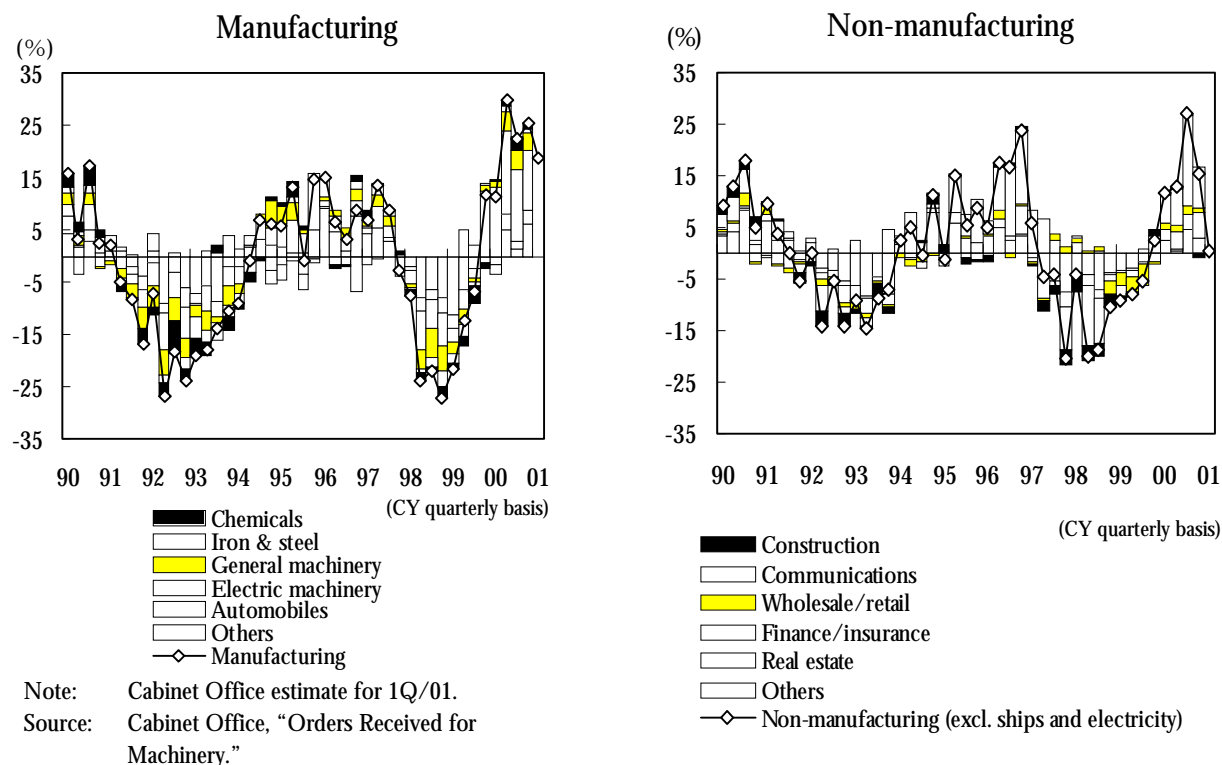 Manufacturing
(%)
35
25
15
5
-5
-15
-25
-35
90 91 92 93 94 95 96 97 98 99 00 01
(CY quarterly basis)
Chemicals
Iron & steel
General machinery
Electric machinery
Automobiles
Others
Manufacturing
Note: Cabinet Office estimate for 1Q/01.
Source: Cabinet Office, “Orders Received for
Machinery.”
Non-manufacturing
(%)
35
25
15
5
-5
-15
-25
-35
90 91 92 93 94 95 96 97 98 99 00 01
(CY quarterly basis)
Construction
Communications
Wholesale/retail
Finance/insurance
Real estate
Others
Non-manufacturing (excl. ships and electricity)